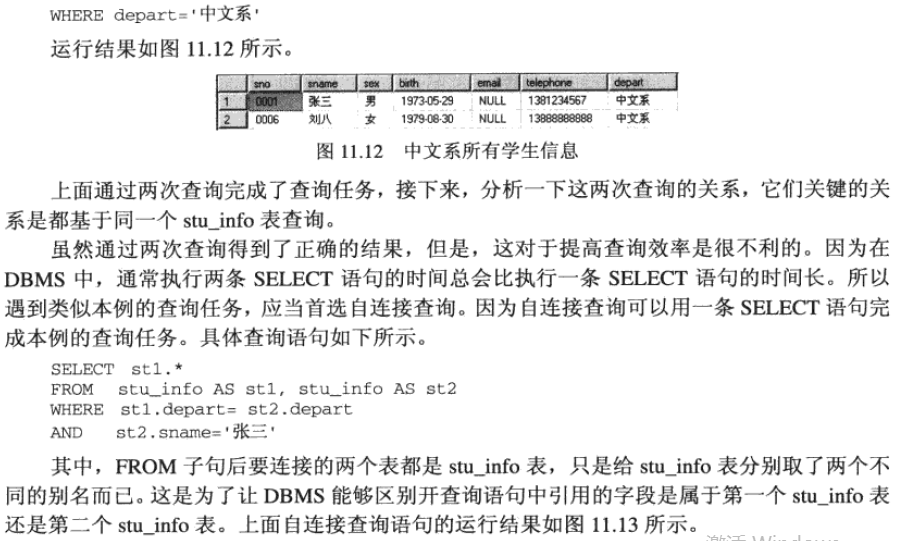 WHERE depart='中文系'
运行结果如图 11.12 所示。
sno sname sex birth email telephone depart
1 0001 张三 男 1973-05-29 NULL 1381234567 中文系
2 0006 刘八 女 1979-08-30 NULL 13888888888 中文系
图 11.12 中文系所有学生信息
上面通过两次查询完成了查询任务，接下来，分析一下这两次查询的关系，它们关键的关
系是都基于同一个 stu_info 表查询。
虽然通过两次查询得到了正确的结果，但是，这对于提高查询效率是很不利的。因为在
DBMS 中，通常执行两条 SELECT 语句的时间总会比执行一条 SELECT 语句的时间长。所以
遇到类似本例的查询任务，应当首选自连接查询。因为自连接查询可以用一条 SELECT 语句完
成本例的查询任务。具体查询语句如下所示。
SELECT st1.*
FROM stu_info AS st1, stu_info AS st2
WHERE st1.depart= st2.depart
AND st2.sname='张三'
其中，FROM 子句后要连接的两个表都是 stu_info 表，只是给 stu_info 表分别取了两个不
同的别名而已。这是为了让 DBMS 能够区别开查询语句中引用的字段是属于第一个 stu_info 表
还是第二个 stu_info 表。上面自连接查询语句的运行结果如图 11.13 所示。